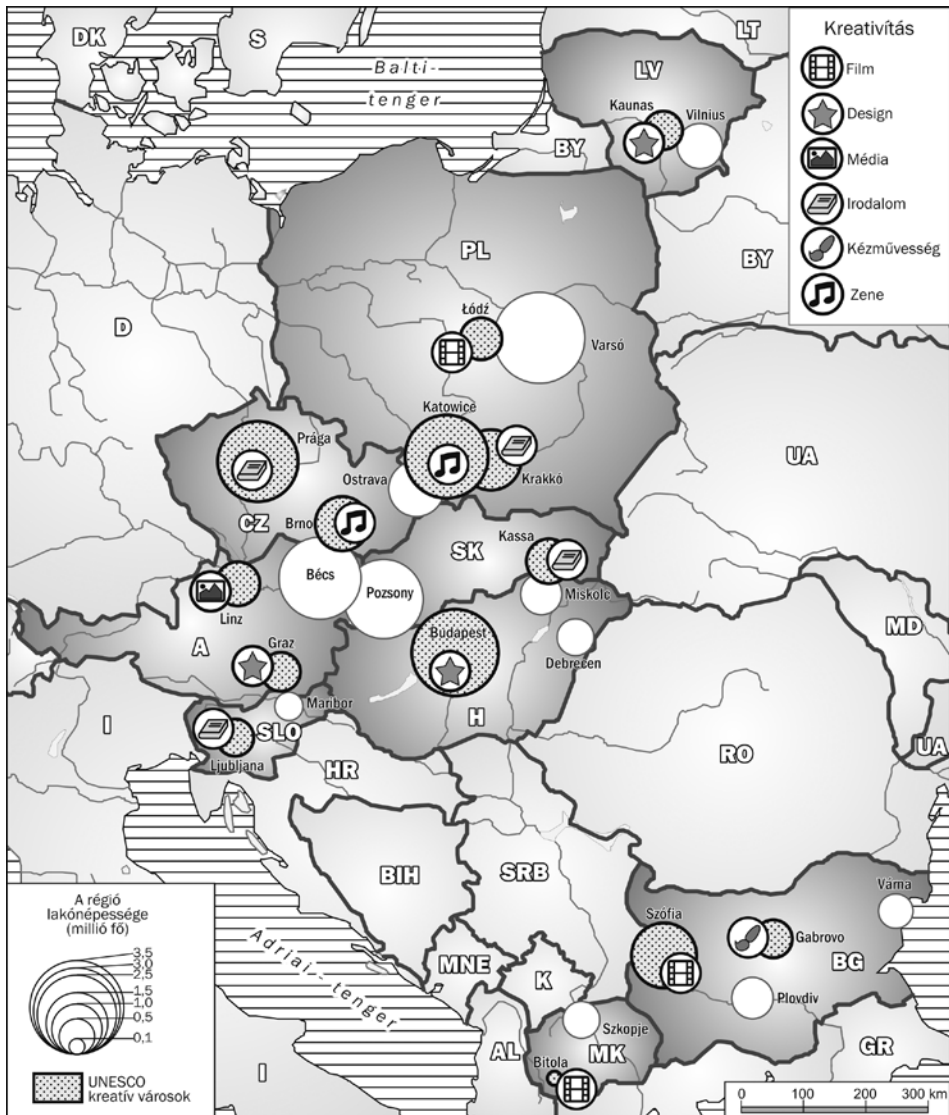 Kreativitás
Film
Design
Média
Irodalom
Kézművesség
Zene
DK
S
LT
Balti-
tenger
LV
Kaunas
Vilnius
BY
PL
BY
D
Łódź
Varsó
Katowice
Prága
Ostrava
Krakkó
UA
CZ
Brno
SK
Kassa
Bécs
Pozsony
Miskolc
Linz
Budapest
MD
A
Graz
Debrecen
Maribor
I
SLO
H
Ljubljana
HR
RO
UA
BIH
SRB
Várna
Szófia
Gabrovo
BG
Adriai-tenger
MNE
K
Plovdiv
Szkopje
AL
Bitola
MK
GR
I
A régió
lakónépessége
(millió fő)
3,5
3,0
2,5
1,5
1,0
0,5
0,1
UNESCO
kreatív városok
0 100 200 300 km